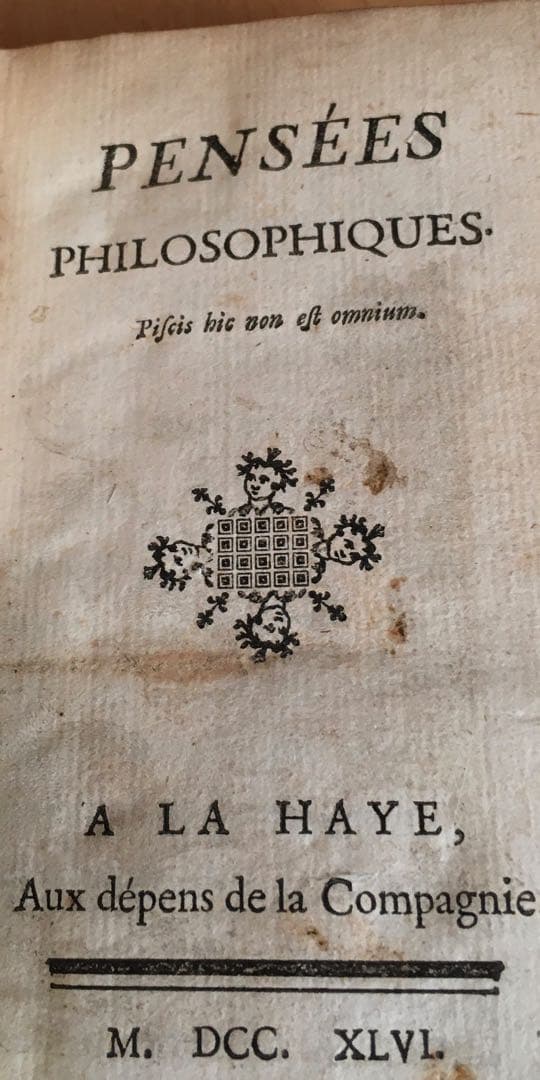 PENSÉES
PHILOSOPHIQUES.
Piſcis hic non eſt omnium.
A LA HAYE,
Aux dépens de la Compagnie
M. DCC. XLVI.